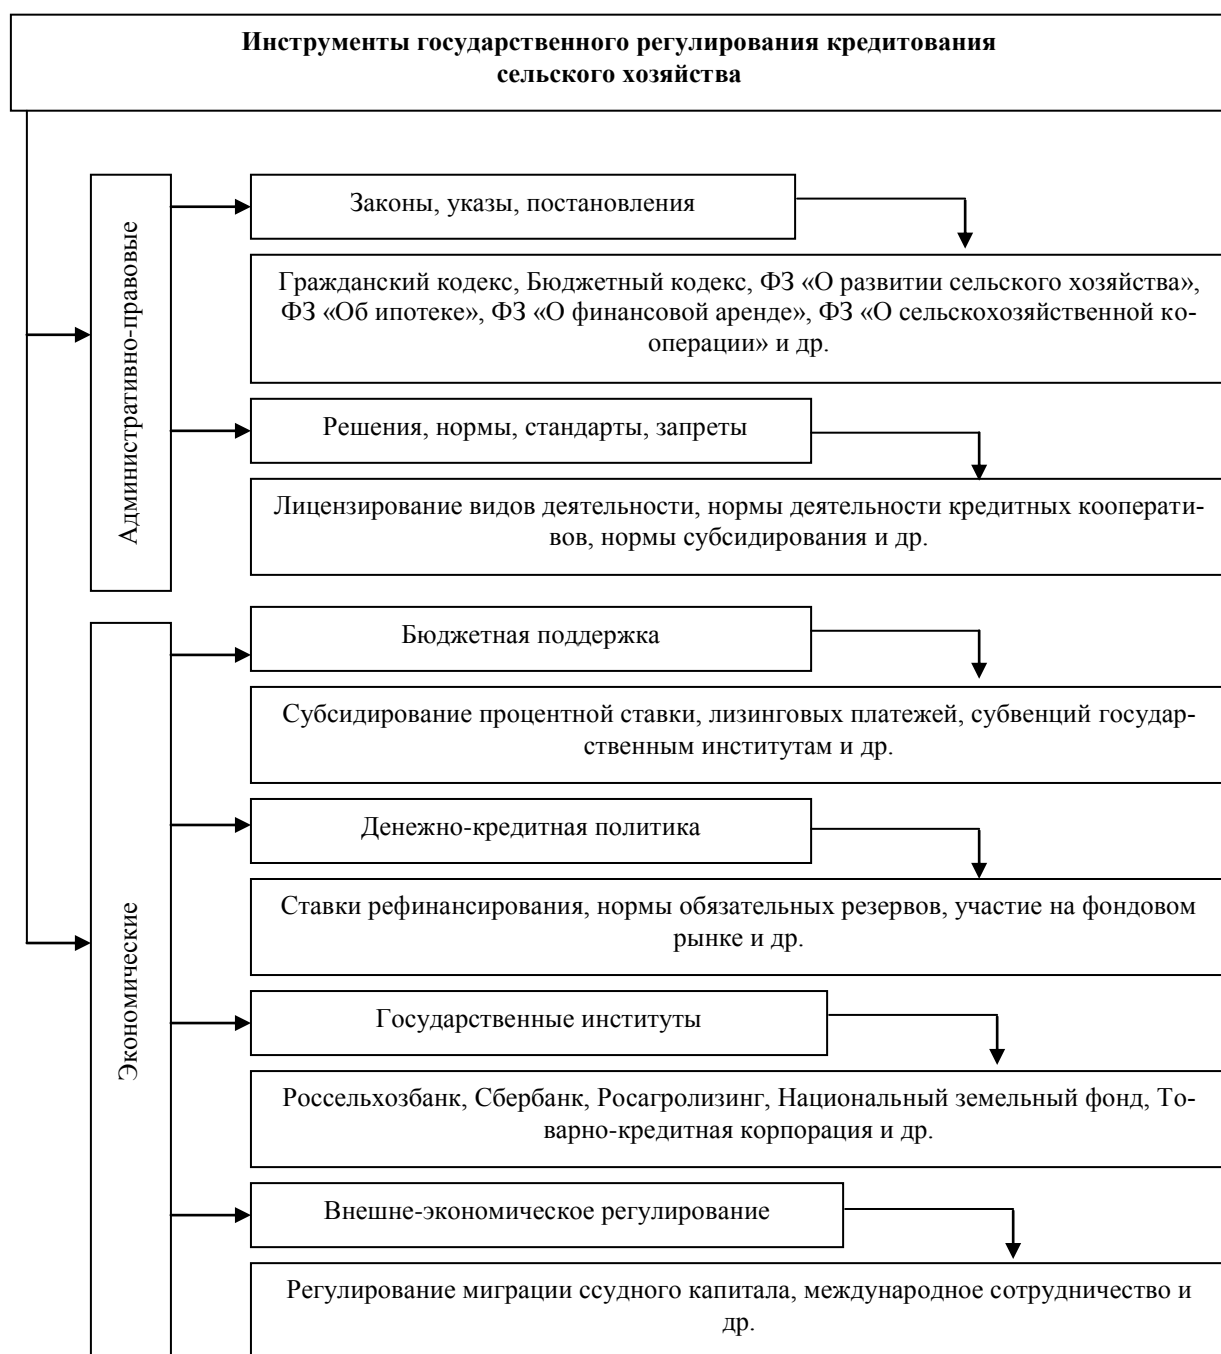 Инструменты государственного регулирования кредитования
сельского хозяйства
Административно-правовые
Законы, указы, постановления
Гражданский кодекс, Бюджетный кодекс, ФЗ «О развитии сельского хозяйства»,
ФЗ «Об ипотеке», ФЗ «О финансовой аренде», ФЗ «О сельскохозяйственной ко-
операции» и др.
Решения, нормы, стандарты, запреты
Лицензирование видов деятельности, нормы деятельности кредитных кооперати-
вов, нормы субсидирования и др.
Экономические
Бюджетная поддержка
Субсидирование процентной ставки, лизинговых платежей, субвенций государ-
ственным институтам и др.
Денежно-кредитная политика
Ставки рефинансирования, нормы обязательных резервов, участие на фондовом
рынке и др.
Государственные институты
Россельхозбанк, Сбербанк, Росагролизинг, Национальный земельный фонд, То-
варно-кредитная корпорация и др.
Внешне-экономическое регулирование
Регулирование миграции ссудного капитала, международное сотрудничество и
др.